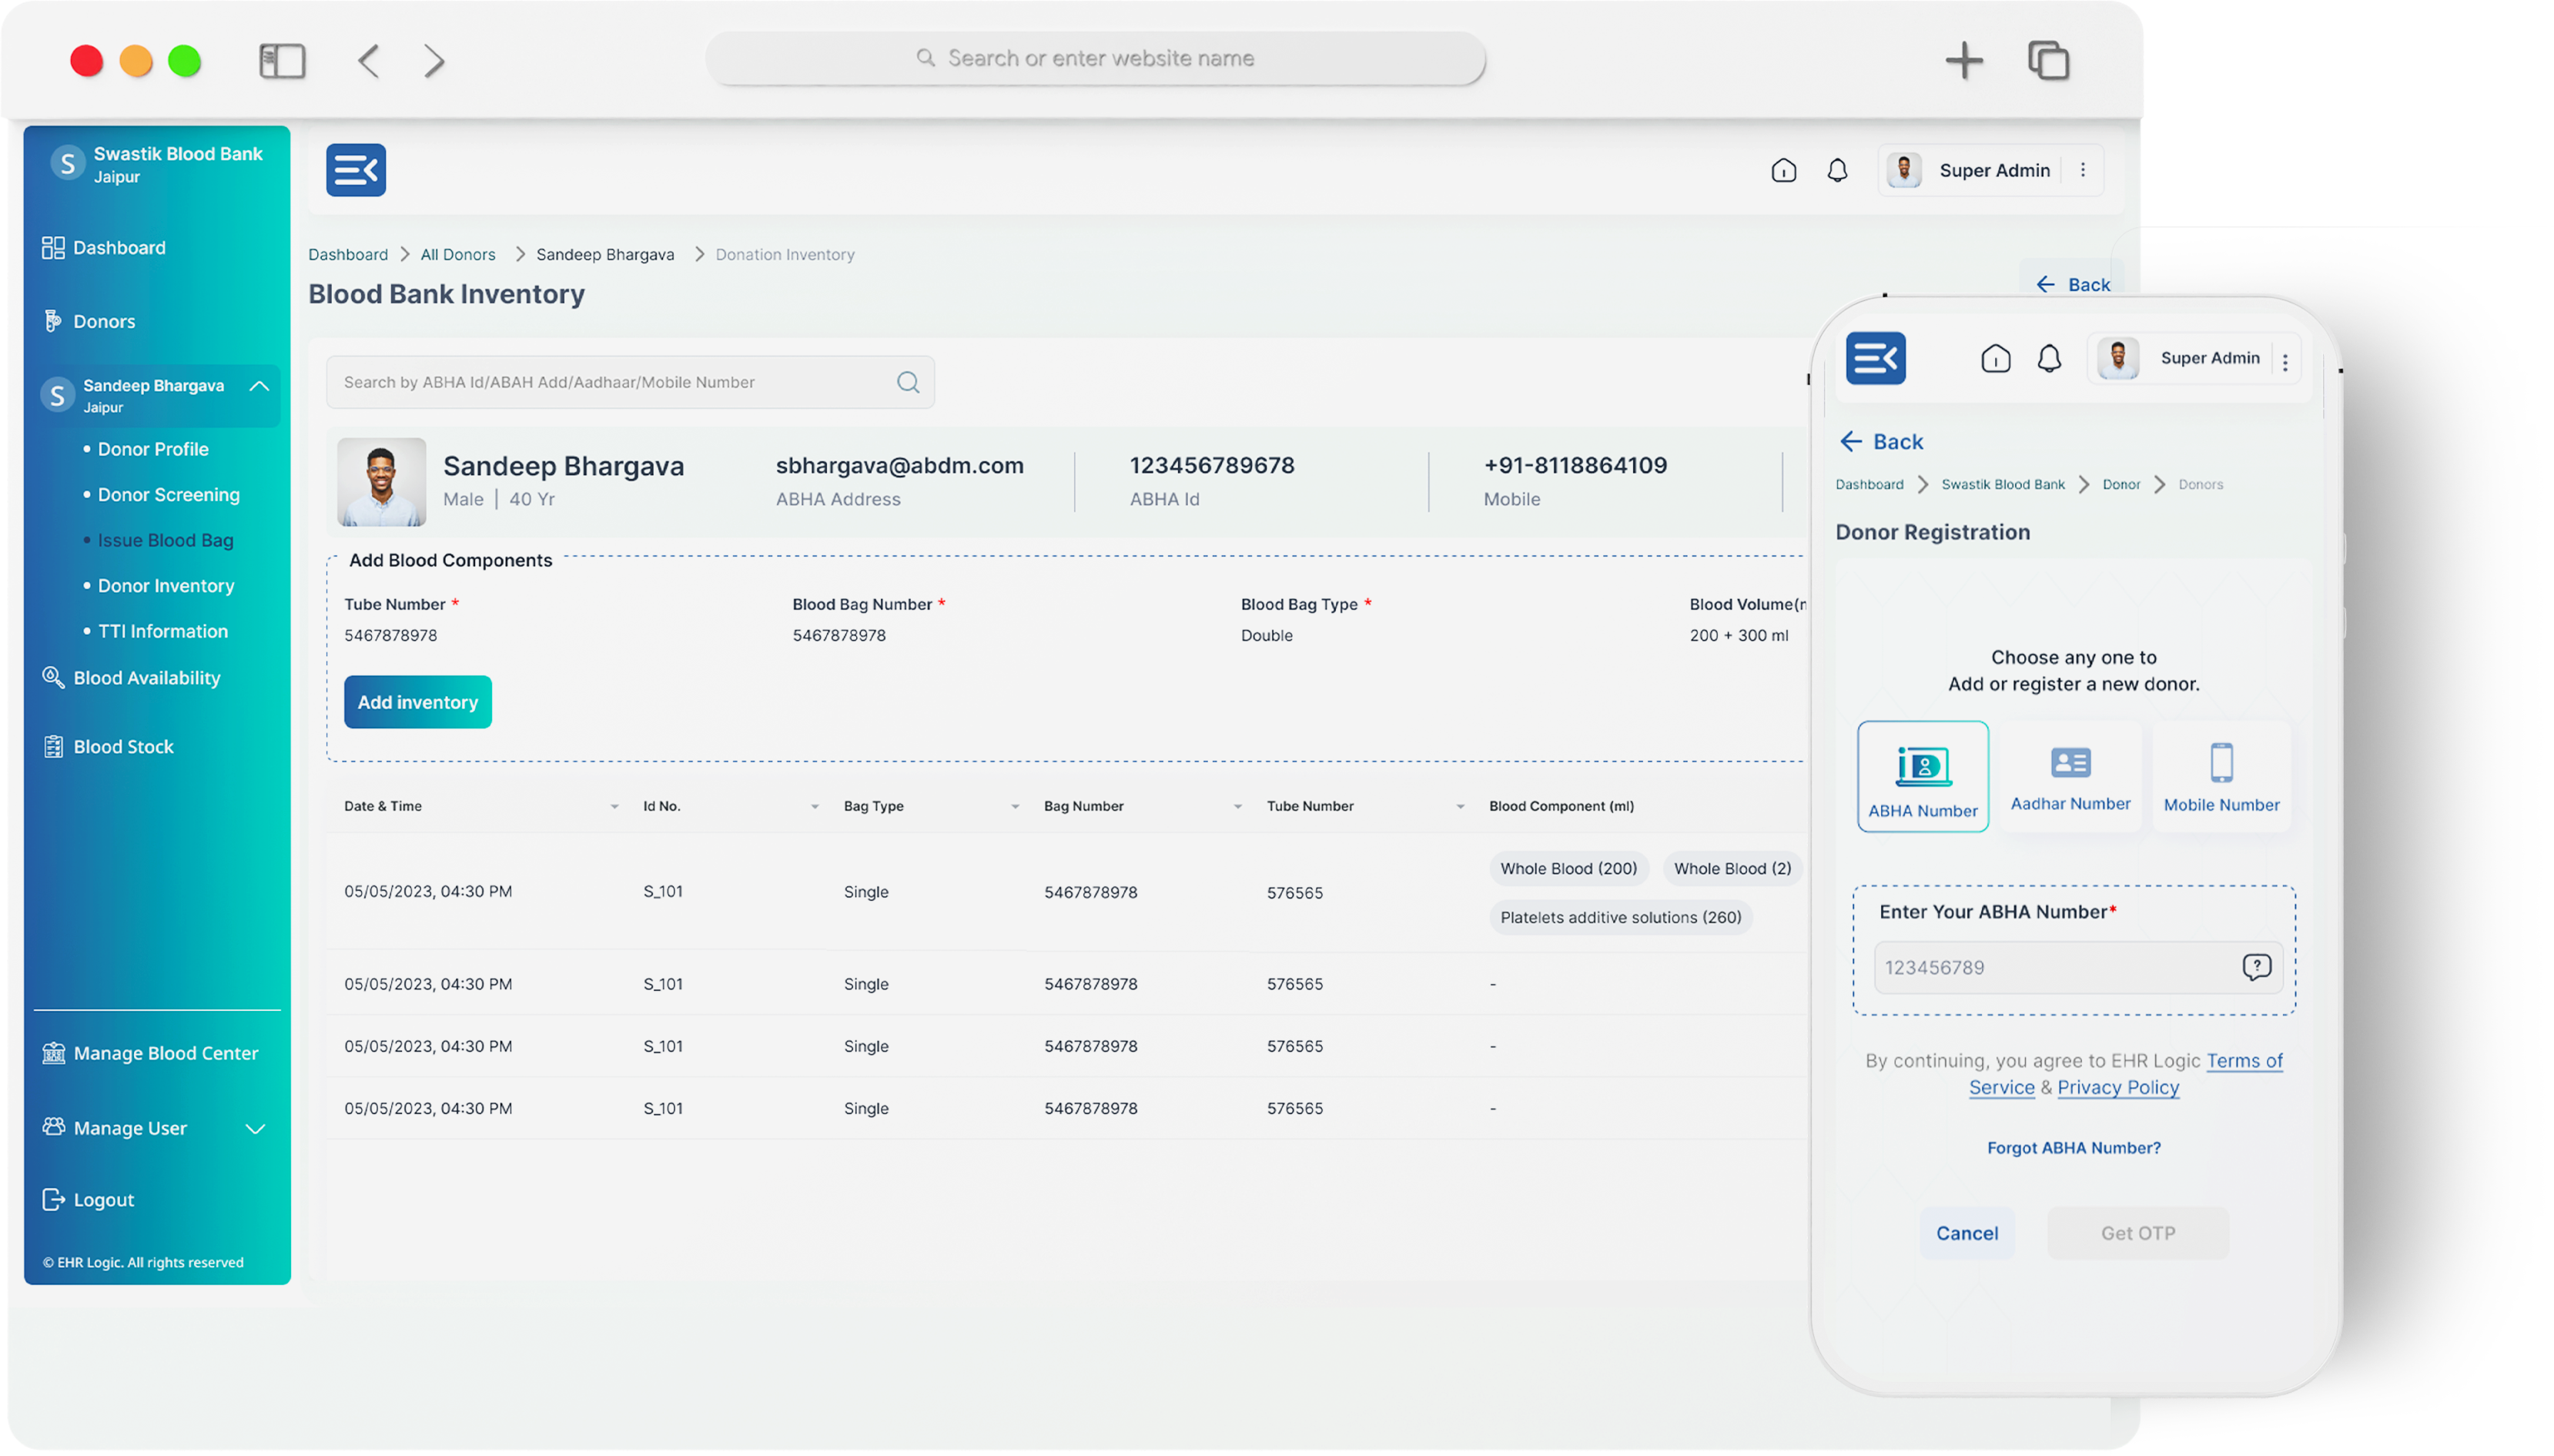 Search or enter website name
S
Swastik Blood Bank
Jaipur
Dashboard
Donors
S
Sandeep Bhargava
Jaipur
• Donor Profile
• Donor Screening
• Issue Blood Bag
• Donor Inventory
• TTI Information
Blood Availability
Blood Stock
Manage Blood Center
Manage User
Logout
© EHR Logic. All rights reserved
Super Admin
Dashboard > All Donors > Sandeep Bhargava > Donation Inventory
Blood Bank Inventory
Back
Search by ABHA Id/ABAH Add/Aadhaar/Mobile Number
Sandeep Bhargava
Male | 40 Yr
sbhargava@abdm.com
ABHA Address
123456789678
ABHA Id
+91-8118864109
Mobile
Add Blood Components
Tube Number * Blood Bag Number * Blood Bag Type * Blood
5467878978 5467878978 Double 200 + 300 ml
Add inventory
Date & Time Id No. Bag Type Bag Number Tube Number Blood Component (ml)
Whole Blood (200) Whole Blood (2)
05/05/2023, 04:30 PM S_101 Single 5467878978 576565
Platelets additive solutions (260)
05/05/2023, 04:30 PM S_101 Single 5467878978 576565 -
05/05/2023, 04:30 PM S_101 Single 5467878978 576565 -
05/05/2023, 04:30 PM S_101 Single 5467878978 576565 -
Super Admin
Back
Dashboard > Swastik Blood Bank > Donor > Donors
Donor Registration
Choose any one to
Add or register a new donor.
iD
ABHA Number Aadhar Number Mobile Number
Enter Your ABHA Number*
123456789
?
By continuing, you agree to EHR Logic Terms of
Service & Privacy Policy
Forgot ABHA Number?
Cancel Get OTP